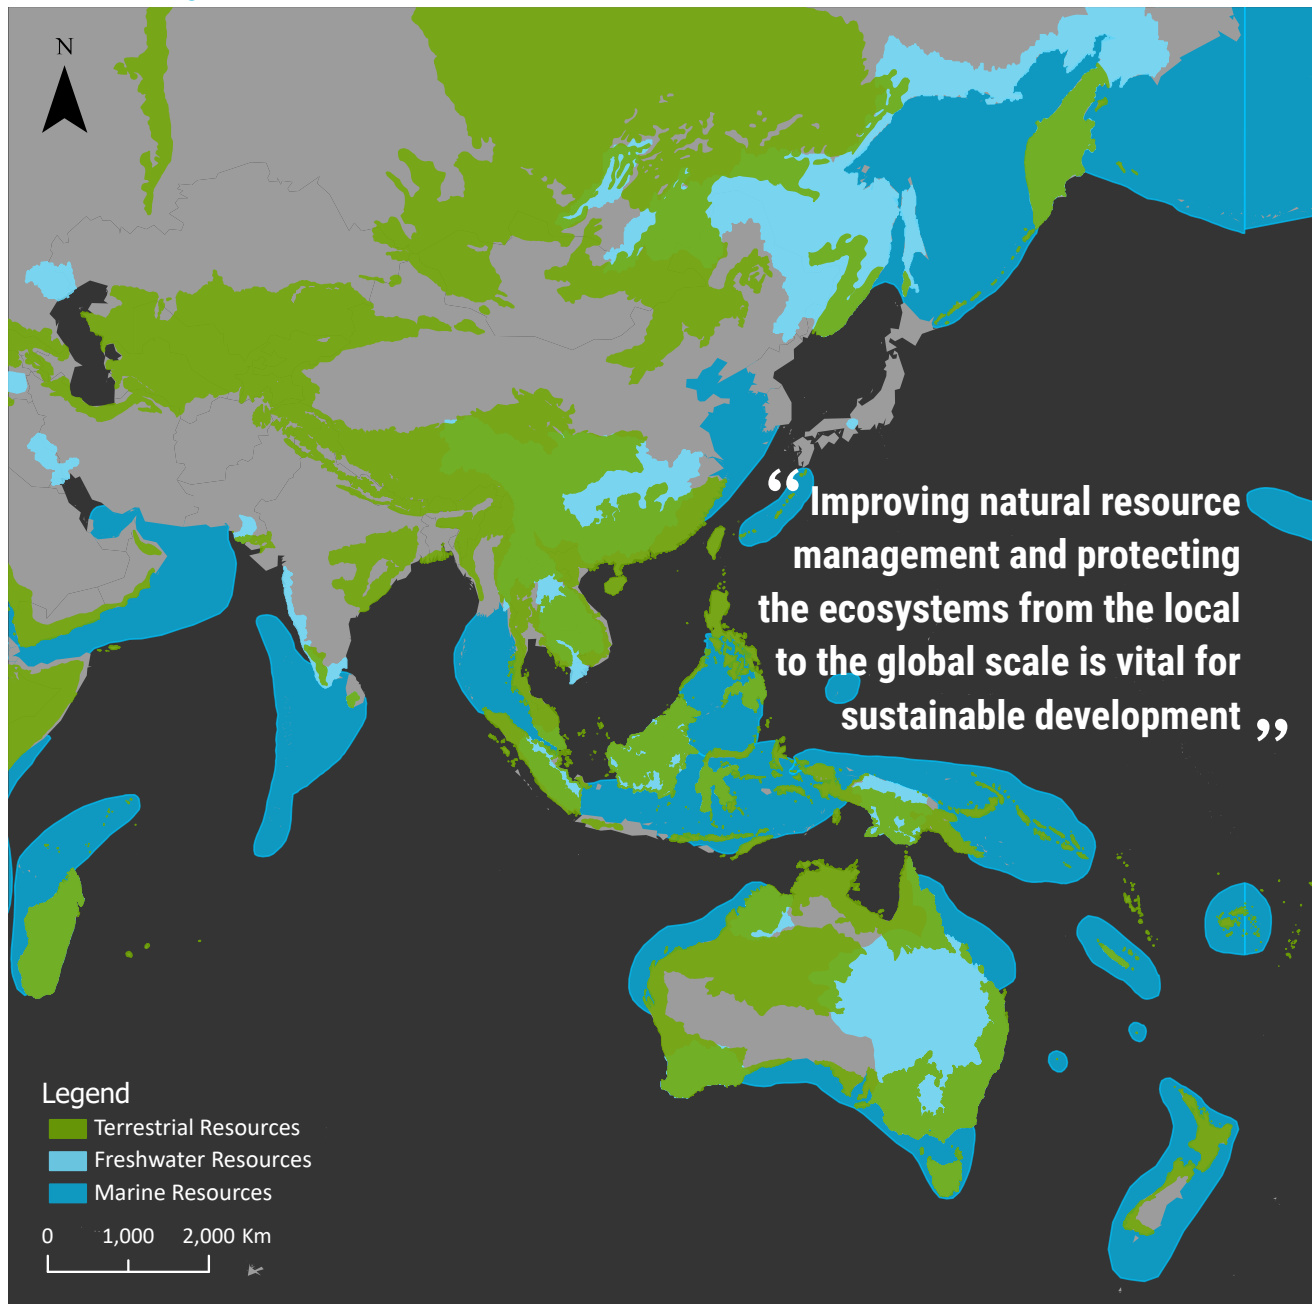 N
“ Improving natural resource
management and protecting
the ecosystems from the local
to the global scale is vital for
sustainable development ”
Legend
Terrestrial Resources
Freshwater Resources
Marine Resources
0 1,000 2,000 Km